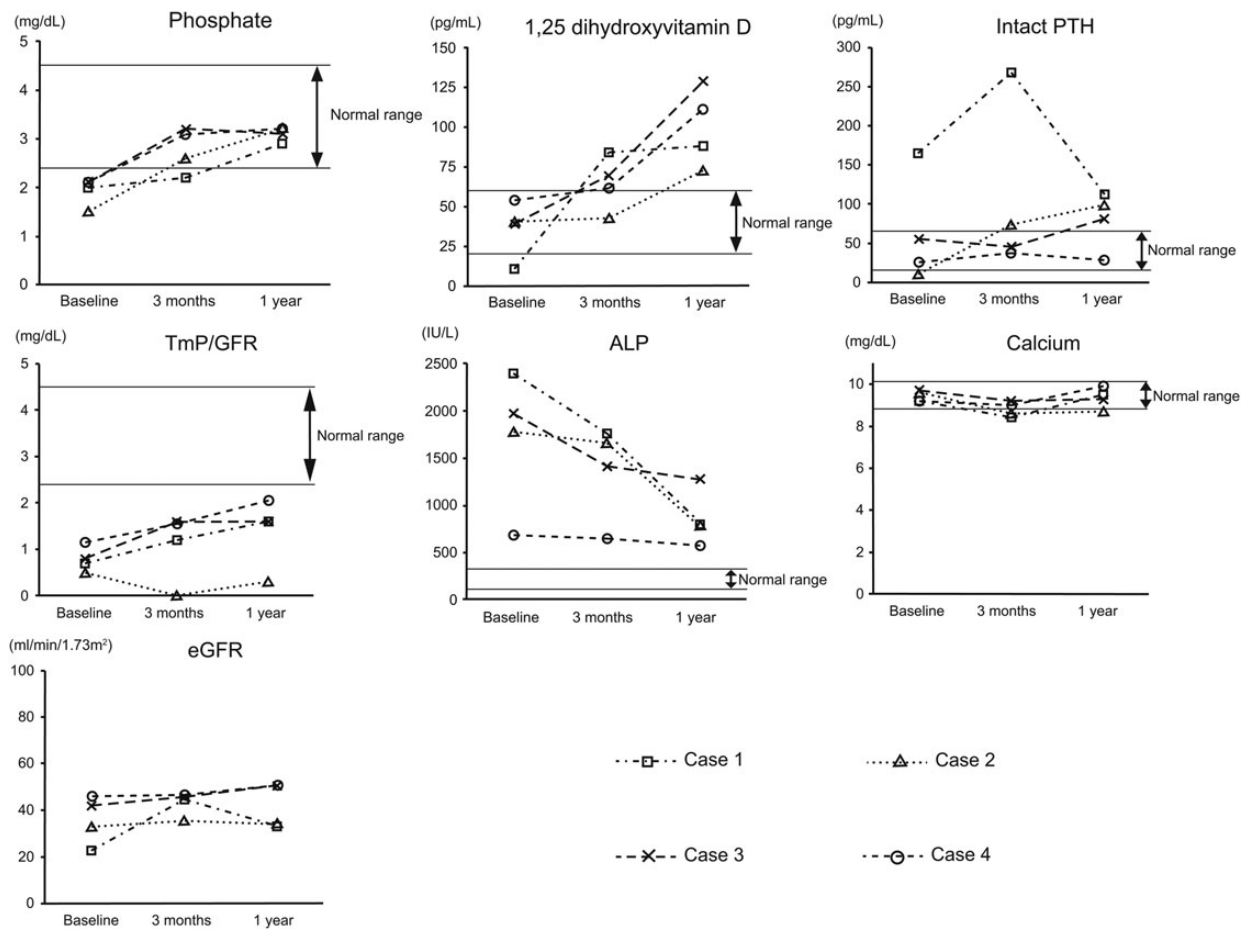 (mg/dL)
Phosphate
5
4
3
2
1
0
Normal range
Baseline 3 months 1 year
(pg/mL)
1,25 dihydroxyvitamin D
150
125
100
75
50
25
0
Normal range
Baseline 3 months 1 year
(pg/mL)
Intact PTH
300
250
200
150
100
50
0
Normal range
Baseline 3 months 1 year
(mg/dL)
TmP/GFR
5
4
3
2
1
0
Normal range
Baseline 3 months 1 year
(IU/L)
ALP
2500
2000
1500
1000
500
0
Normal range
Baseline 3 months 1 year
(mg/dL)
Calcium
10
8
6
4
2
0
Normal range
Baseline 3 months 1 year
(ml/min/1.73m²)
eGFR
100
80
60
40
20
0
Baseline 3 months 1 year
Case 1 Case 2
Case 3 Case 4